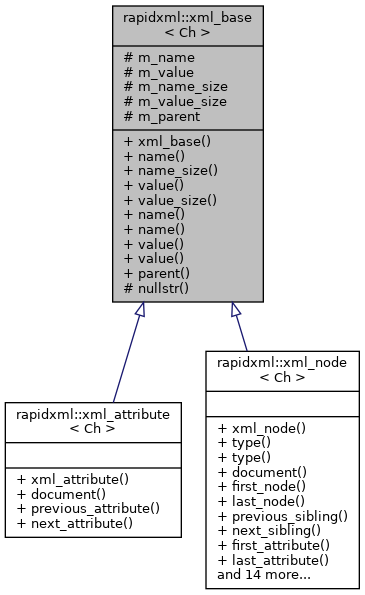 rapidxml::xml_base
< Ch >
# m_name
# m_value
# m_name_size
# m_value_size
# m_parent
+ xml_base()
+ name()
+ name_size()
+ value()
+ value_size()
+ name()
+ name()
+ value()
+ value()
+ parent()
# nullstr()
rapidxml::xml_attribute
< Ch >
+ xml_attribute()
+ document()
+ previous_attribute()
+ next_attribute()
rapidxml::xml_node
< Ch >
+ xml_node()
+ type()
+ type()
+ document()
+ first_node()
+ last_node()
+ previous_sibling()
+ next_sibling()
+ first_attribute()
+ last_attribute()
and 14 more...